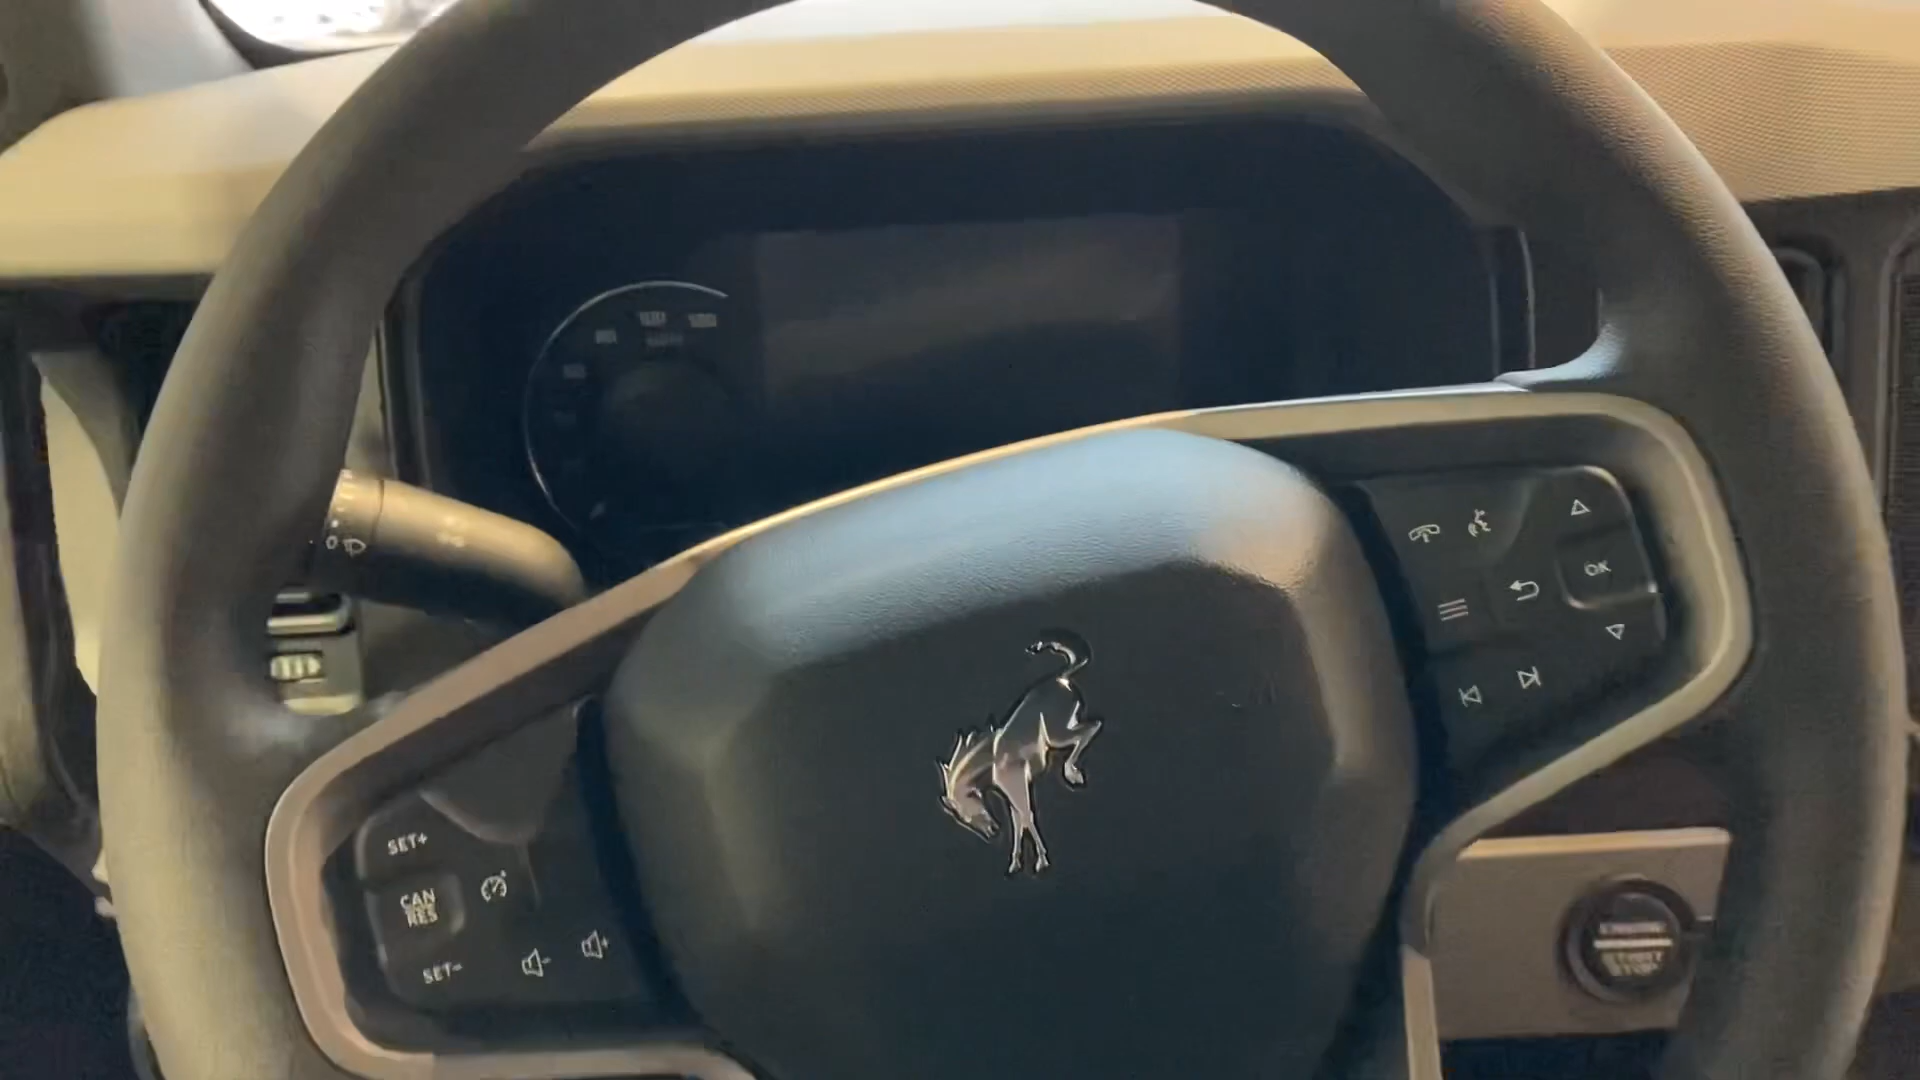 OK
SET+
CAN
RES
SET-
ENGINE
START
STOP